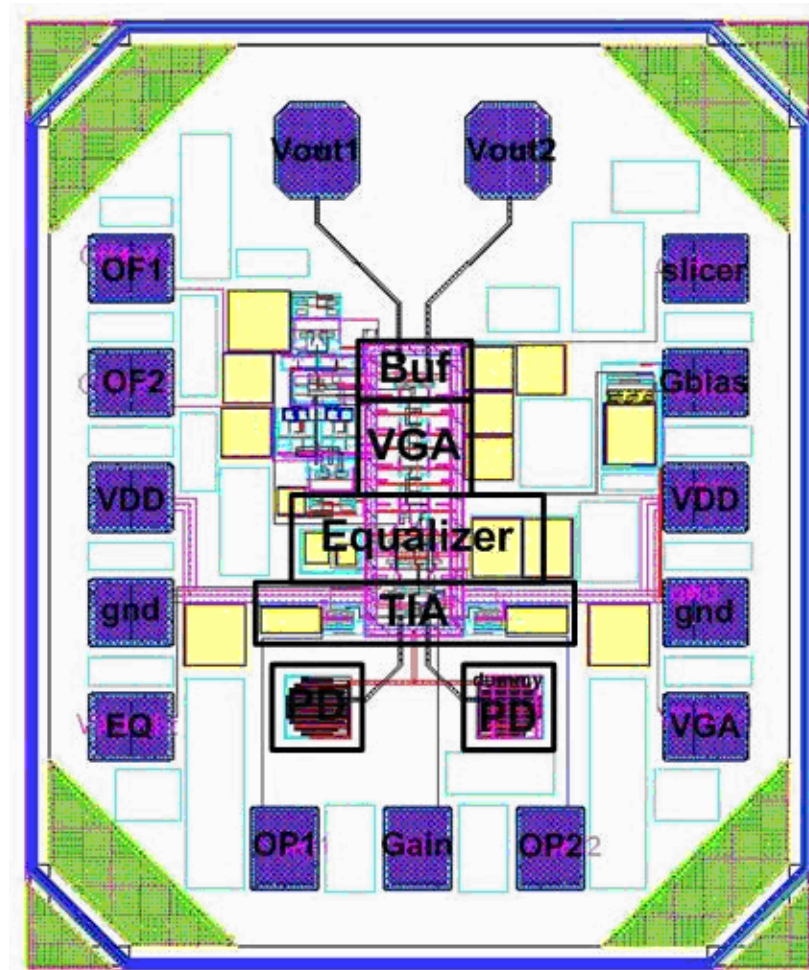 Vout1 Vout2
OF1 slicer
Buf
OF2 Gbias
VGA
VDD VDD
Equalizer
gnd TIA gnd
dummy
PD PD
EQ VGA
OP1 Gain OP2